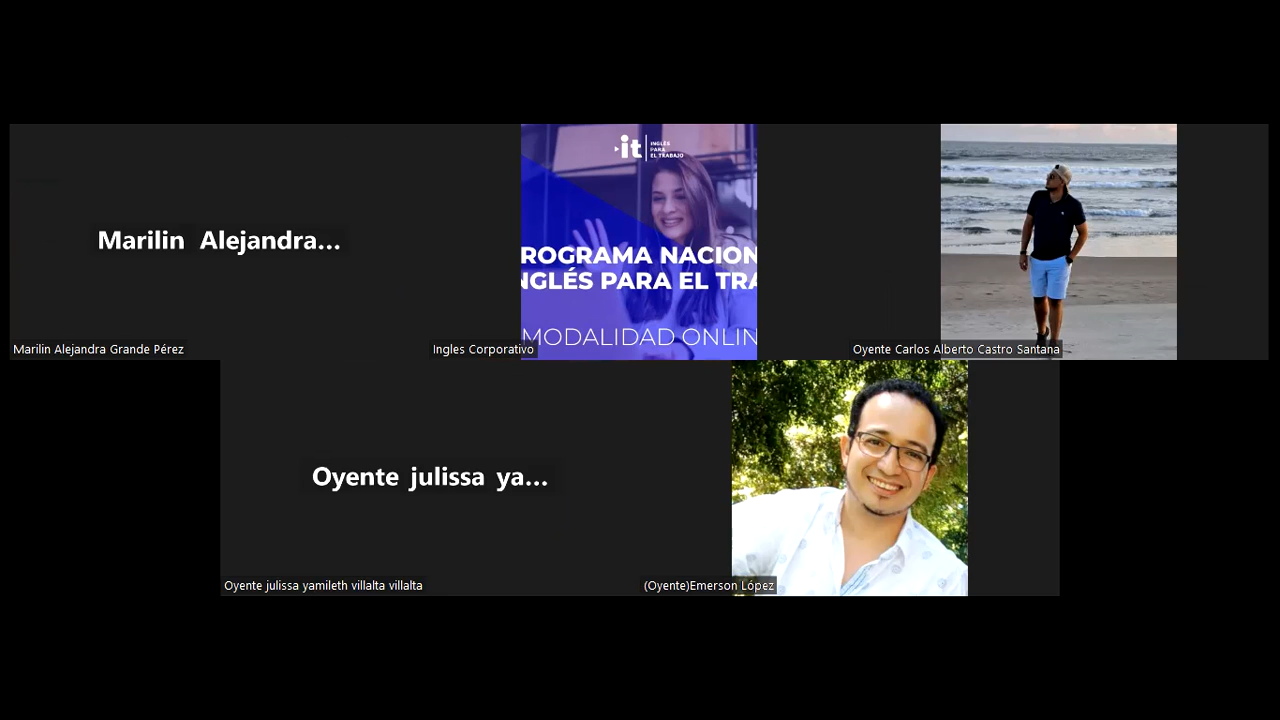 Marilin Alejandra...
Marilin Alejandra Grande Pérez
it INGLÉS
PARA
EL TRABAJO
ROGRAMA NACION
NGLÉS PARA EL TRA
MODALIDAD ONLIN
Ingles Corporativo
Oyente Carlos Alberto Castro Santana
Oyente julissa ya...
Oyente julissa yamileth villalta villalta
(Oyente)Emerson López